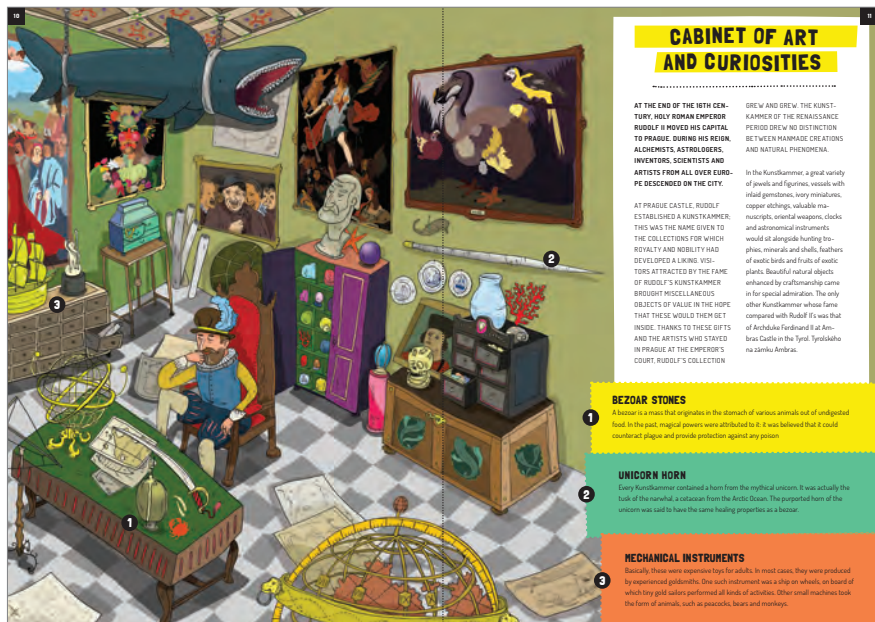 10
11
CABINET OF ART
AND CURIOSITIES
AT THE END OF THE 16TH CEN-
TURY, HOLY ROMAN EMPEROR
RUDOLF II MOVED HIS CAPITAL
TO PRAGUE. DURING HIS REIGN,
ALCHEMISTS, ASTROLOGERS,
INVENTORS, SCIENTISTS AND
ARTISTS FROM ALL OVER EURO-
PE DESCENDED ON THE CITY.
AT PRAGUE CASTLE, RUDOLF
ESTABLISHED A KUNSTKAMMER;
THIS WAS THE NAME GIVEN TO
THE COLLECTIONS FOR WHICH
ROYALTY AND NOBILITY HAD
DEVELOPED A LIKING. VISI-
TORS ATTRACTED BY THE FAME
OF RUDOLF'S KUNSTKAMMER
BROUGHT MISCELLANEOUS
OBJECTS OF VALUE IN THE HOPE
THAT THESE WOULD THEM GET
INSIDE. THANKS TO THESE GIFTS
AND THE ARTISTS WHO STAYED
IN PRAGUE AT THE EMPEROR'S
COURT, RUDOLF'S COLLECTION
GREW AND GREW. THE KUNST-
KAMMER OF THE RENAISSANCE
PERIOD DREW NO DISTINCTION
BETWEEN MANMADE CREATIONS
AND NATURAL PHENOMENA.
In the Kunstkammer, a great variety
of jewels and figurines, vessels with
inlaid gemstones, ivory miniatures,
copper etchings, valuable ma-
nuscripts, oriental weapons, clocks
and astronomical instruments
would sit alongside hunting tro-
phies, minerals and shells, feathers
of exotic birds and fruits of exotic
plants. Beautiful natural objects
enhanced by craftsmanship came
in for special admiration. The only
other Kunstkammer whose fame
compared with Rudolf II's was that
of Archduke Ferdinand II at Am-
bras Castle in the Tyrol. Tyrolského
na zámku Ambras.
2
3
1
1
BEZOAR STONES
A bezoar is a mass that originates in the stomach of various animals out of undigested
food. In the past, magical powers were attributed to it: it was believed that it could
counteract plague and provide protection against any poison
2
UNICORN HORN
Every Kunstkammer contained a horn from the mythical unicorn. It was actually the
tusk of the narwhal, a cetacean from the Arctic Ocean. The purported horn of the
unicorn was said to have the same healing properties as a bezoar.
3
MECHANICAL INSTRUMENTS
Basically, these were expensive toys for adults. In most cases, they were produced
by experienced goldsmiths. One such instrument was a ship on wheels, on board of
which tiny gold sailors performed all kinds of activities. Other small machines took
the form of animals, such as peacocks, bears and monkeys.